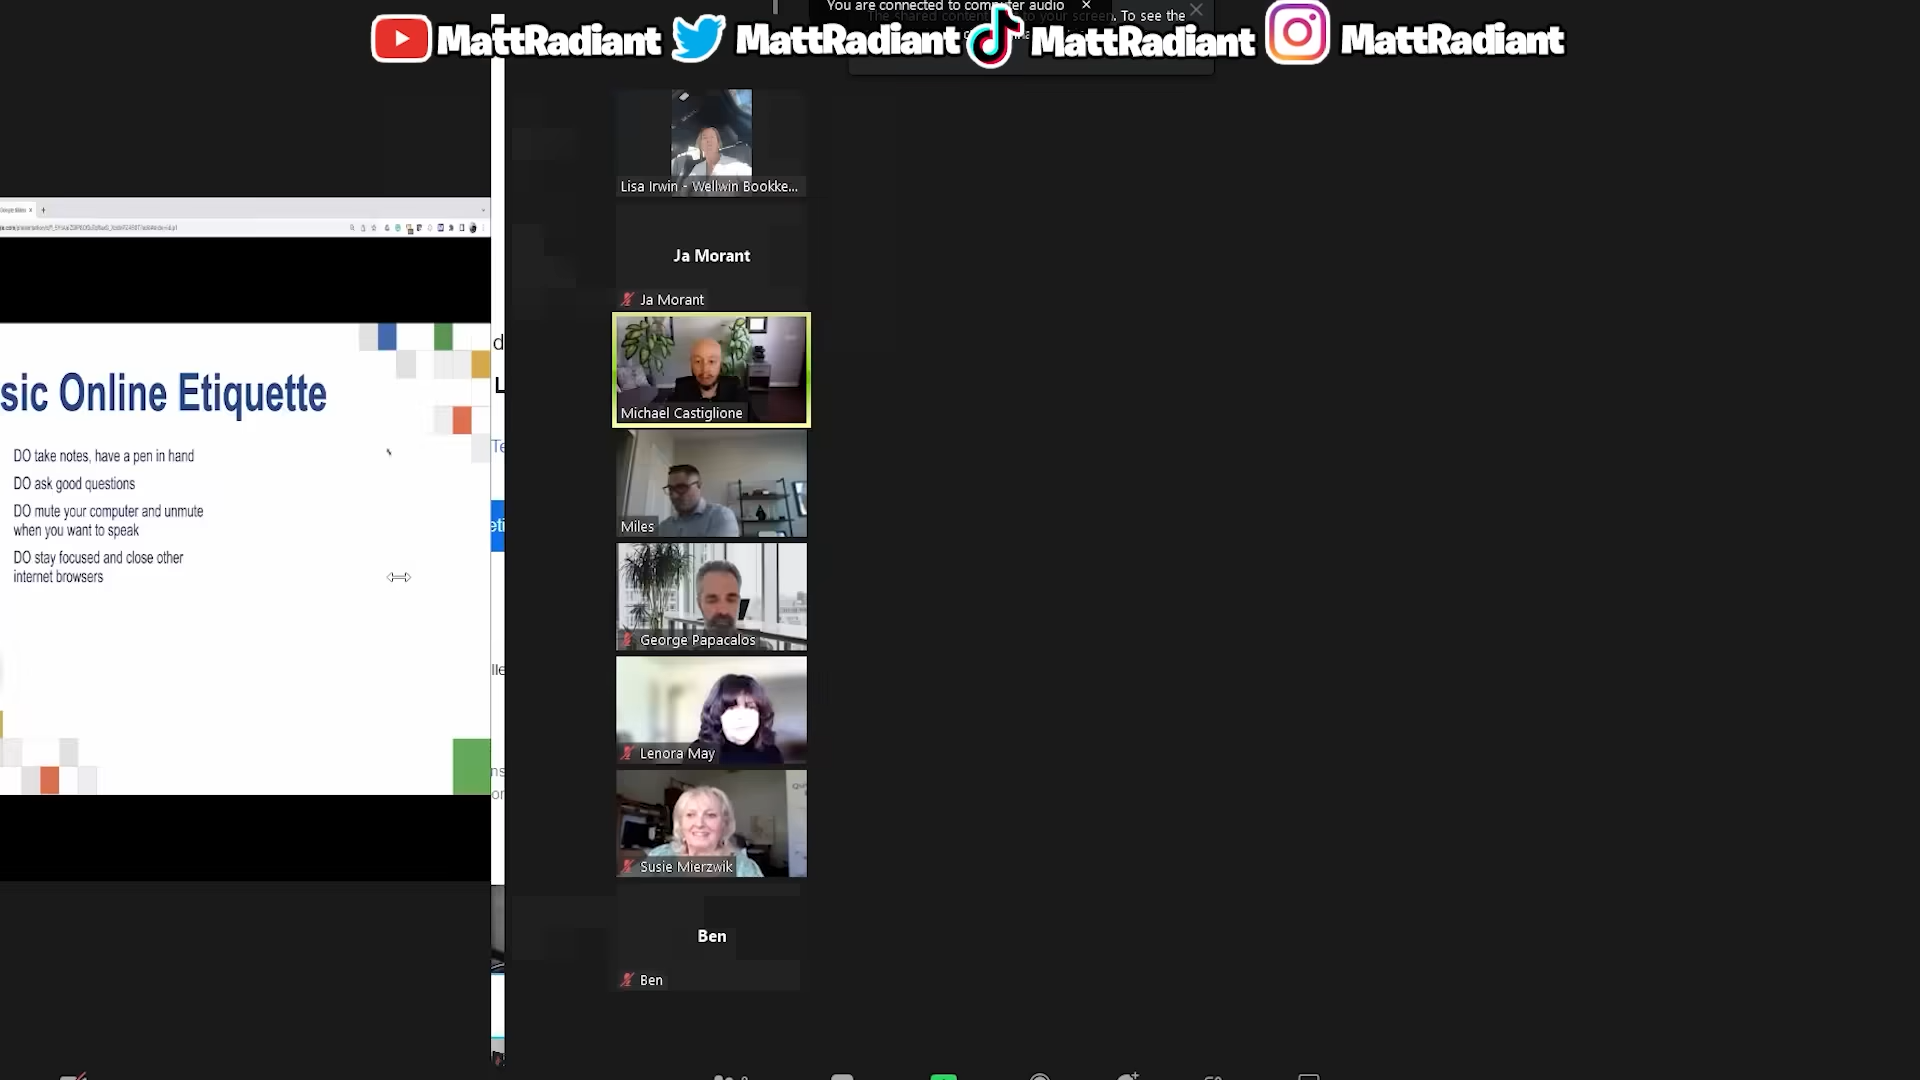 You are connected to computer audio
. To see the
MattRadiant MattRadiant MattRadiant MattRadiant
Lisa Irwin - Wellwin Bookke...
Ja Morant
Ja Morant
Michael Castiglione
Miles
George Papacalos
Lenora May
Susie Mierzwik
Ben
Ben
sic Online Etiquette
DO take notes, have a pen in hand
DO ask good questions
DO mute your computer and unmute
when you want to speak
DO stay focused and close other
internet browsers